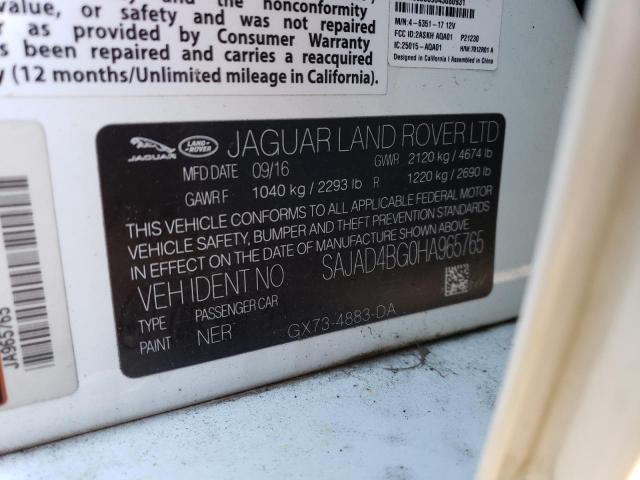 value, or safety of the nonconformity
er as provided by Consumer Warranty
has been repaired and carries a reacquired
(12 months/Unlimited mileage in California).
M/N:4-6351-17 12V
FCC ID:2ASKH AQA01 P21230
IC:25015-AQA01 H/W:7012R01 A
Designed in California | Assembled in China
JAGUAR
LAND-ROVER
JAGUAR LAND ROVER LTD
MFD DATE 09/16 GVWR 2120 kg / 4674 lb
GAWR F 1040 kg / 2293 lb R 1220 kg / 2690 lb
THIS VEHICLE CONFORMS TO ALL APPLICABLE FEDERAL MOTOR
VEHICLE SAFETY, BUMPER AND THEFT PREVENTION STANDARDS
IN EFFECT ON THE DATE OF MANUFACTURE SHOWN ABOVE
VEH IDENT NO SAJAD4BG0HA965765
TYPE PASSENGER CAR
PAINT NER GX73-4883-DA
JA965765